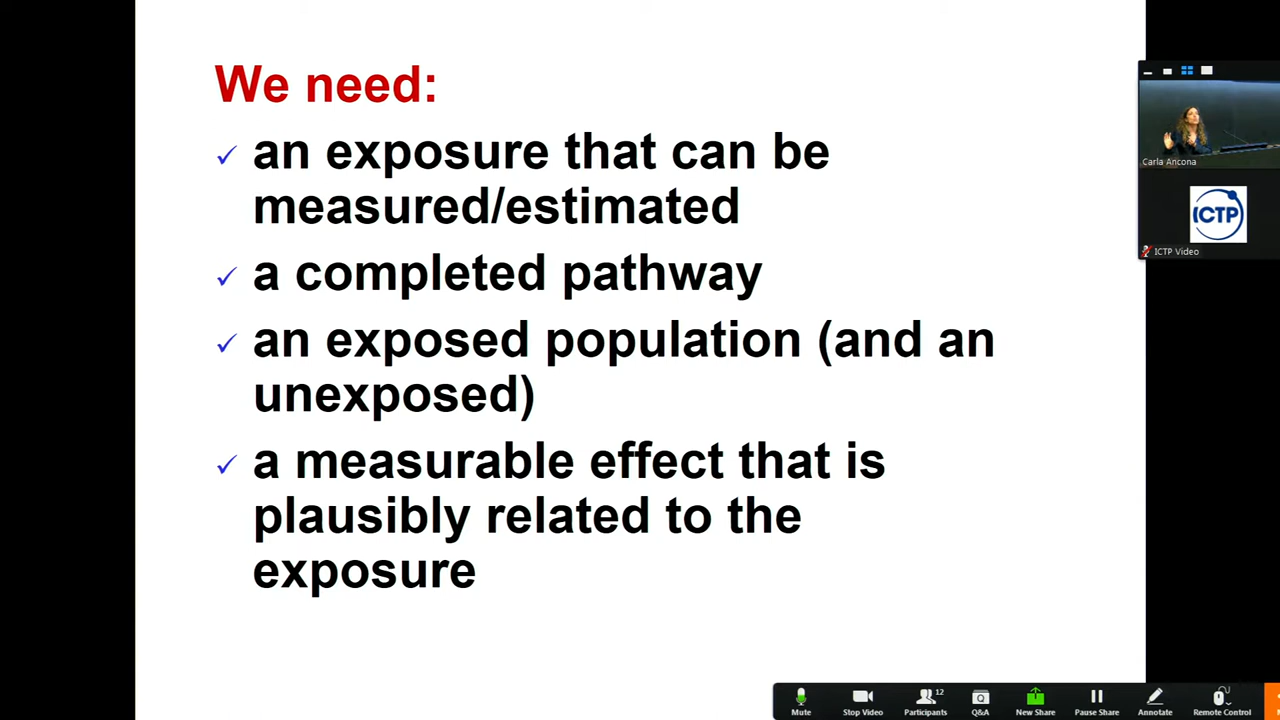 We need:
✓ an exposure that can be
measured/estimated
✓ a completed pathway
✓ an exposed population (and an
unexposed)
✓ a measurable effect that is
plausibly related to the
exposure
Carla Ancona
ICTP
ICTP Video
12
Mute
Stop Video
Participants
Q&A
New Share
Pause Share
Annotate
Remote Control